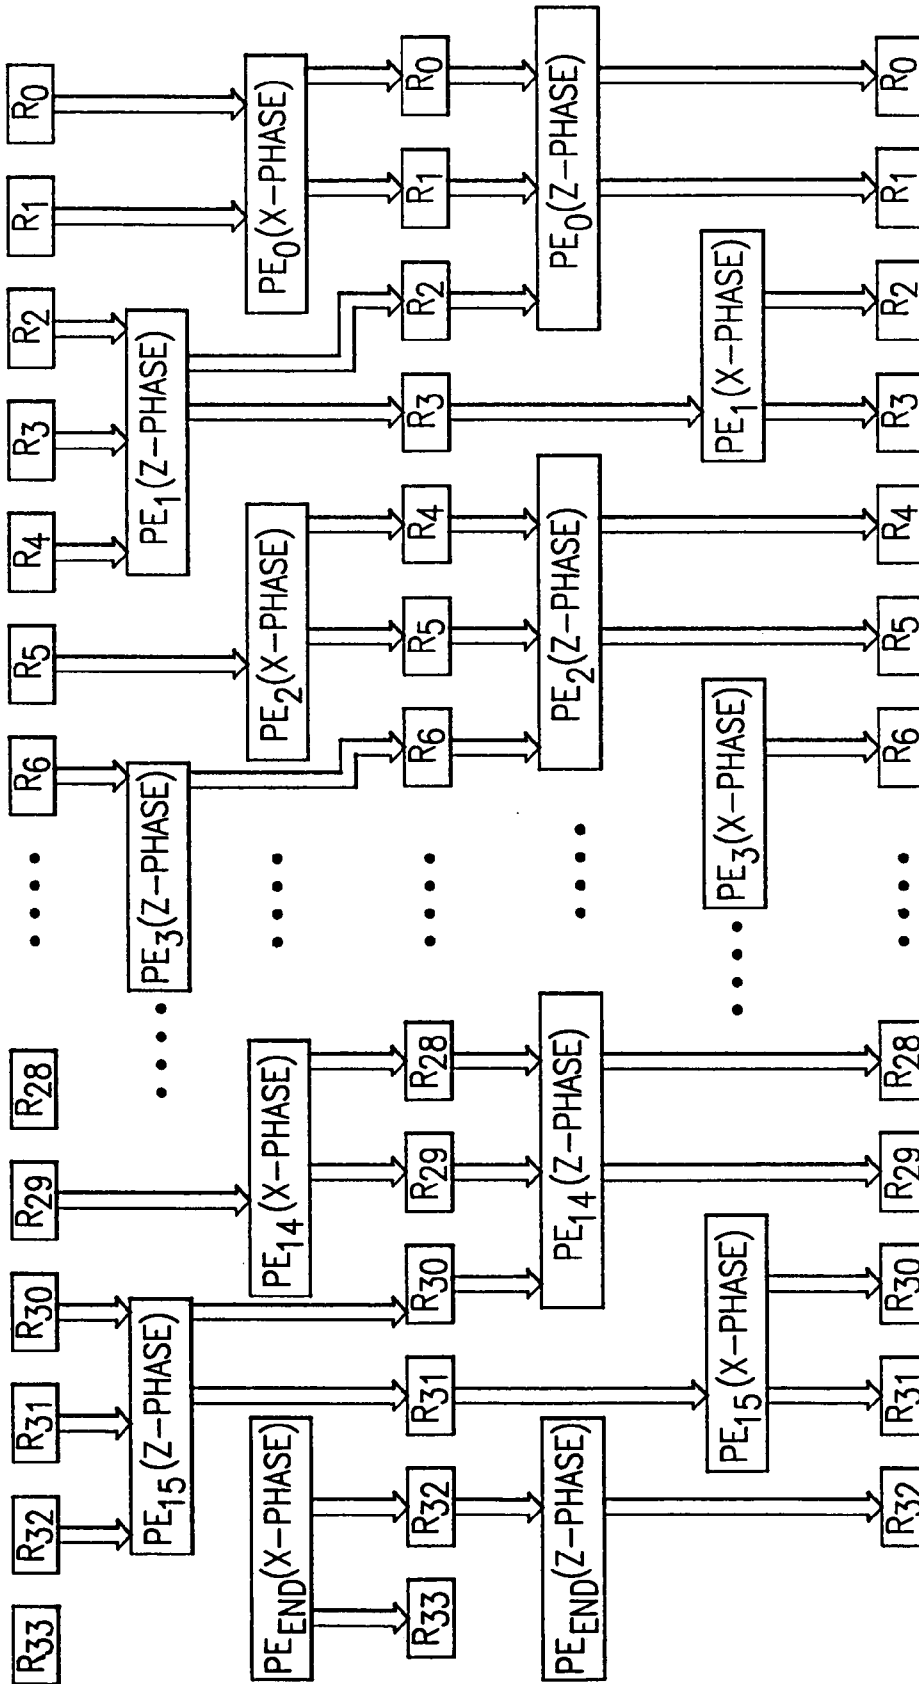 R33 R32 R31 R30 R29 R28 •••• R6 R5 R4 R3 R2 R1 R0
PE15(Z-PHASE) •••• PE3(Z-PHASE) PE1(Z-PHASE)
PEEND(X-PHASE) PE14(X-PHASE) •••• PE2(X-PHASE) PE0(X-PHASE)
R33 R32 R31 R30 R29 R28 •••• R6 R5 R4 R3 R2 R1 R0
PEEND(Z-PHASE) PE14(Z-PHASE) •••• PE2(Z-PHASE) PE0(Z-PHASE)
PE15(X-PHASE) •••• PE3(X-PHASE) PE1(X-PHASE)
R32 R31 R30 R29 R28 •••• R6 R5 R4 R3 R2 R1 R0